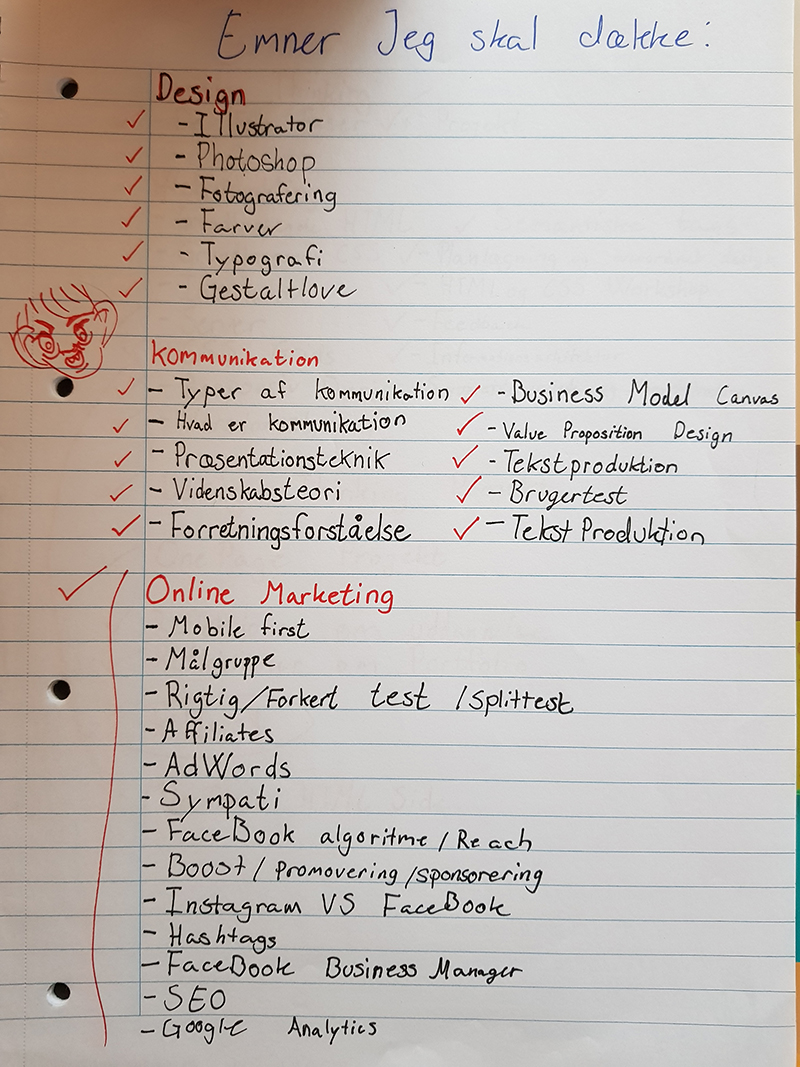 Emner Jeg skal dække:
Design
- Illustrator
- Photoshop
- Fotografering
- Farver
- Typografi
- Gestaltlove
Kommunikation
- Typer af kommunikation
- Hvad er kommunikation
- Præsentationsteknik
- Videnskabsteori
- Forretningsforståelse
- Business Model Canvas
- Value Proposition Design
- Tekstproduktion
- Brugertest
- Tekst Produktion
Online Marketing
- Mobile first
- Målgruppe
- Rigtig/Forkert test /Splittest
- Affiliates
- AdWords
- Sympati
- FaceBook algoritme / Reach
- Boost / Promovering /sponsorering
- Instagram VS FaceBook
- Hashtags
- FaceBook Business Manager
- SEO
- Google Analytics